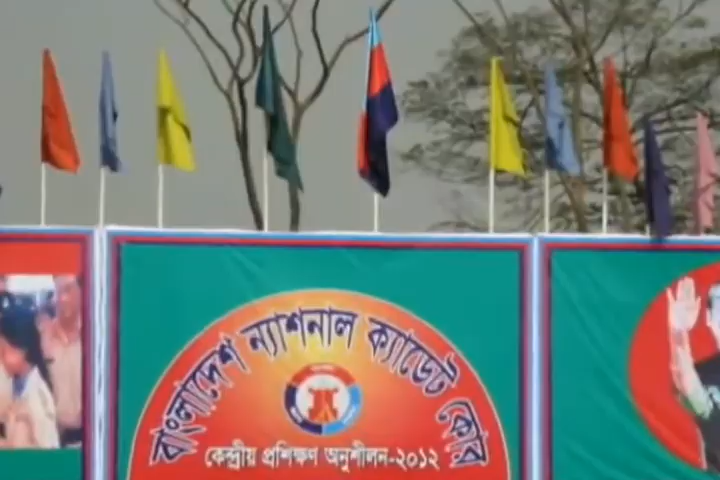 বাংলাদেশ ন্যাশনাল ক্যাডেট কোর
কেন্দ্রীয় প্রশিক্ষণ অনুশীলন-২০১২